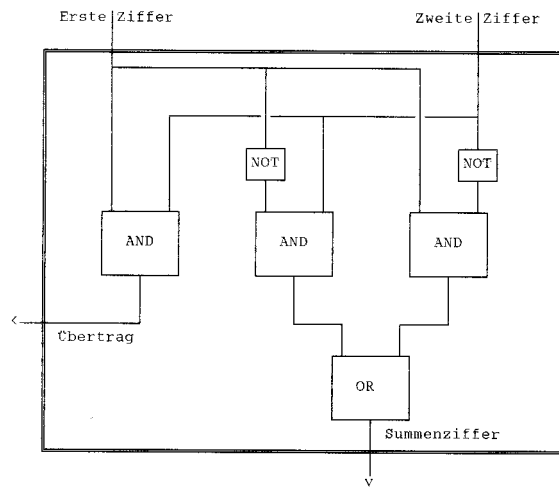 Erste Ziffer
Zweite Ziffer
NOT
NOT
AND
AND
AND
Übertrag
OR
Summenziffer